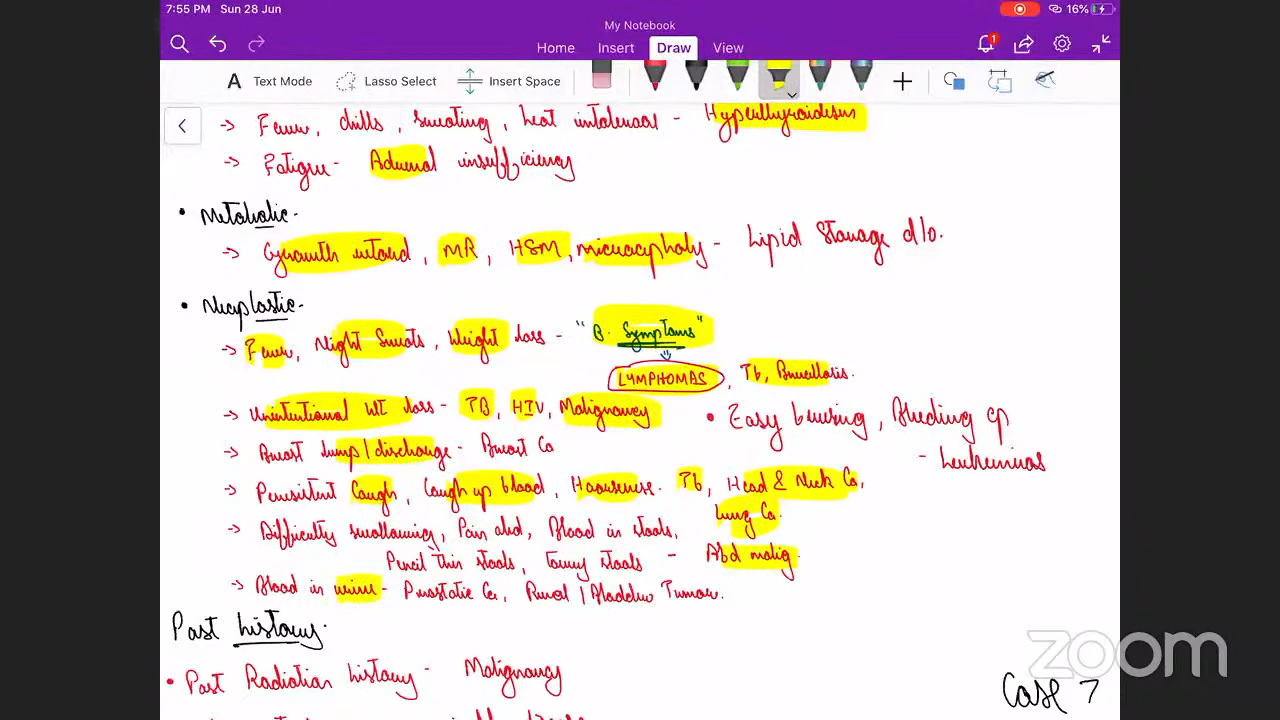 7:55 PM Sun 28 Jun
16%
My Notebook
Home Insert Draw View
1
A Text Mode Lasso Select Insert Space
-> Fever, chills, sweating, heat intolerance - Hyperthyroidism
-> Fatigue - Adrenal insufficiency
• Metabolic -
-> Growth retard, MR, HSM, microcephaly - Lipid Storage d/o.
• Neoplastic -
-> Fever, Night Sweats, Weight loss - "B. Symptoms"
LYMPHOMAS, Tb, Brucellosis.
-> Unintentional Wt loss - TB, HIV, Malignancy
• Easy bruising, Bleeding
- Leukemias
-> Breast lump/discharge - Breast Ca
-> Persistent Cough, Cough up blood, Hoarseness. Tb, Head & Neck Ca,
Lung Ca.
-> Difficulty swallowing, Pain abd, Blood in stools,
Pencil thin stools, tarry stools - Abd malig.
-> Blood in urine - Prostatic Ca, Renal/Bladder Tumor.
Past history.
• Past Radiation history - Malignancy
zoom
Case 7